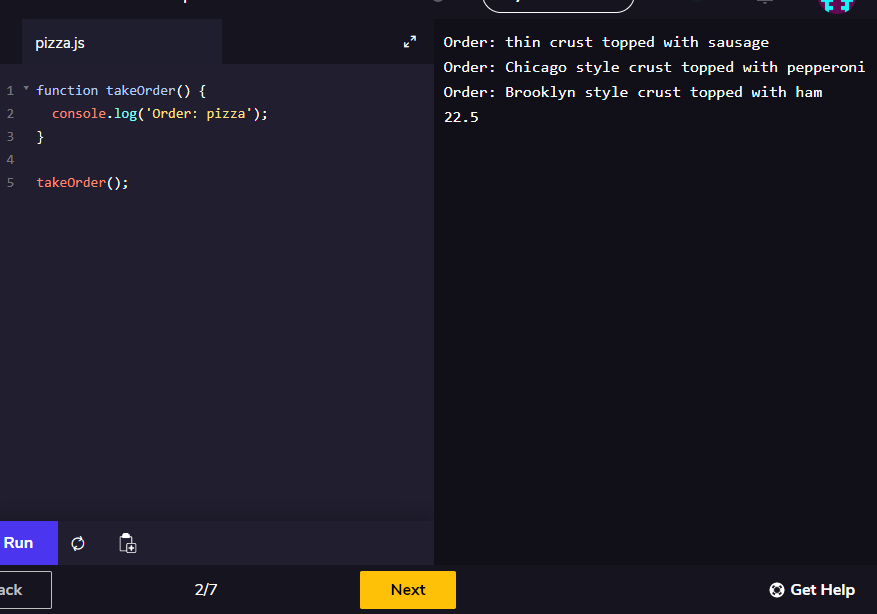 pizza.js
1 function takeOrder() {
2 console.log('Order: pizza');
3 }
4
5 takeOrder();
Order: thin crust topped with sausage
Order: Chicago style crust topped with pepperoni
Order: Brooklyn style crust topped with ham
22.5
Run
ack
2/7
Next
Get Help